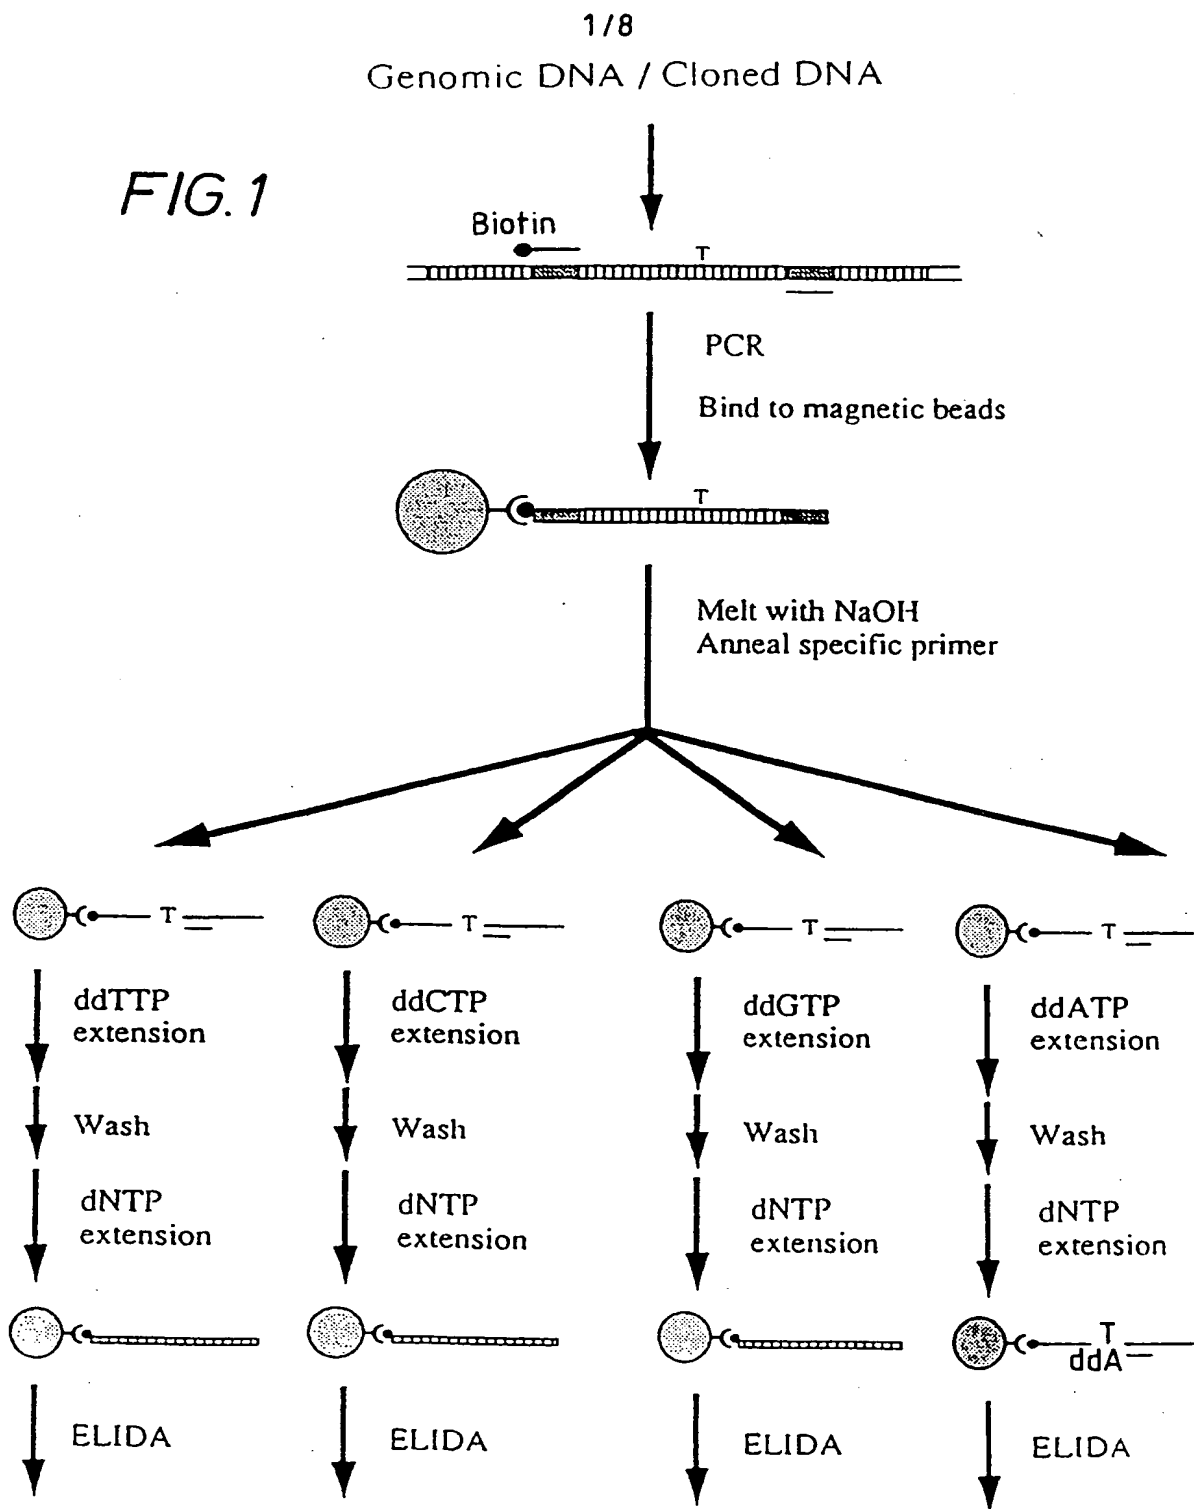 1/8
Genomic DNA / Cloned DNA
FIG. 1
Biotin
T
PCR
Bind to magnetic beads
T
Melt with NaOH
Anneal specific primer
T
T
T
T
ddTTP
extension
ddCTP
extension
ddGTP
extension
ddATP
extension
Wash
Wash
Wash
Wash
dNTP
extension
dNTP
extension
dNTP
extension
dNTP
extension
T
ddA
ELIDA
ELIDA
ELIDA
ELIDA